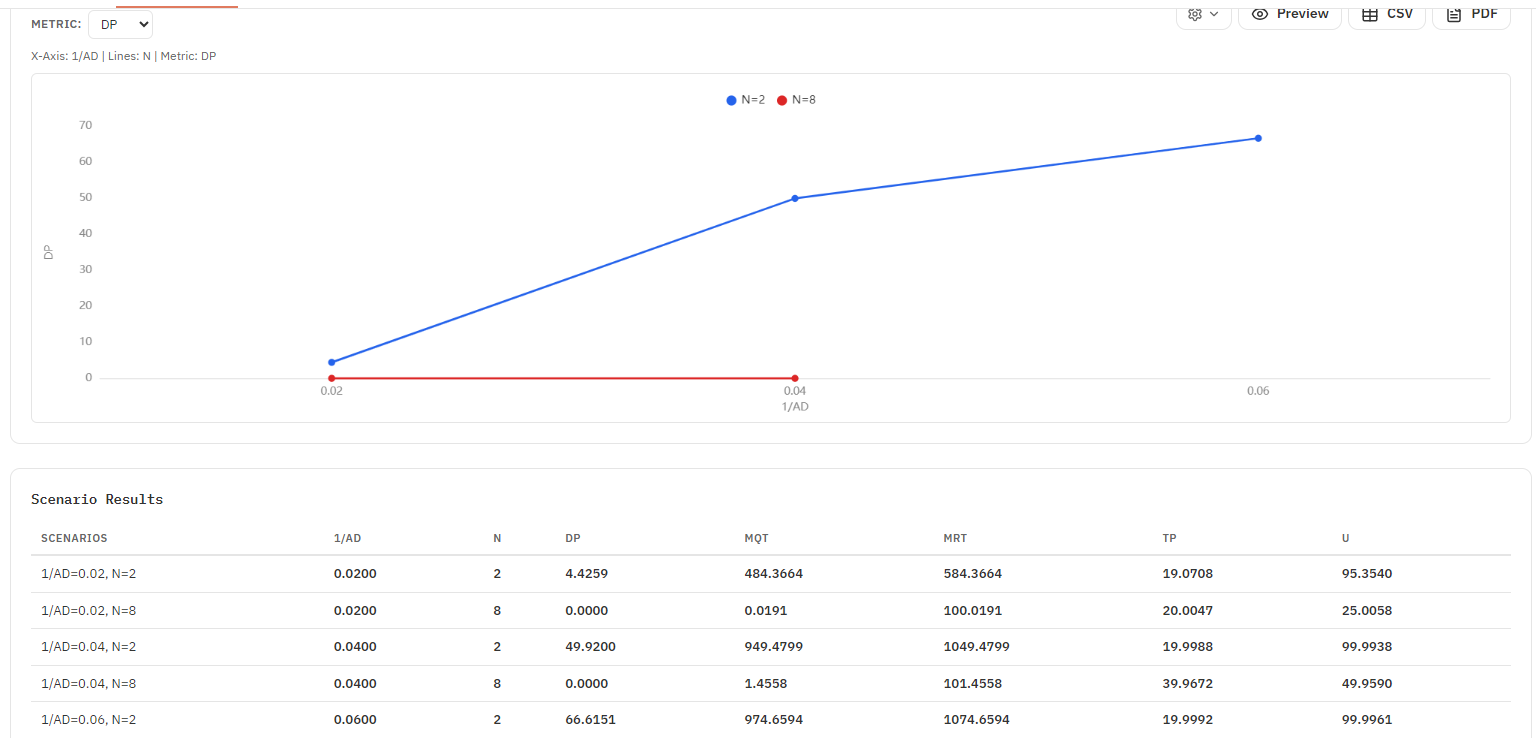 METRIC: DP
Preview CSV PDF
X-Axis: 1/AD | Lines: N | Metric: DP
N=2 N=8
70
60
50
40
30
20
10
0
DP
0.02 0.04 0.06
1/AD
Scenario Results
SCENARIOS 1/AD N DP MQT MRT TP U
1/AD=0.02, N=2 0.0200 2 4.4259 484.3664 584.3664 19.0708 95.3540
1/AD=0.02, N=8 0.0200 8 0.0000 0.0191 100.0191 20.0047 25.0058
1/AD=0.04, N=2 0.0400 2 49.9200 949.4799 1049.4799 19.9988 99.9938
1/AD=0.04, N=8 0.0400 8 0.0000 1.4558 101.4558 39.9672 49.9590
1/AD=0.06, N=2 0.0600 2 66.6151 974.6594 1074.6594 19.9992 99.9961